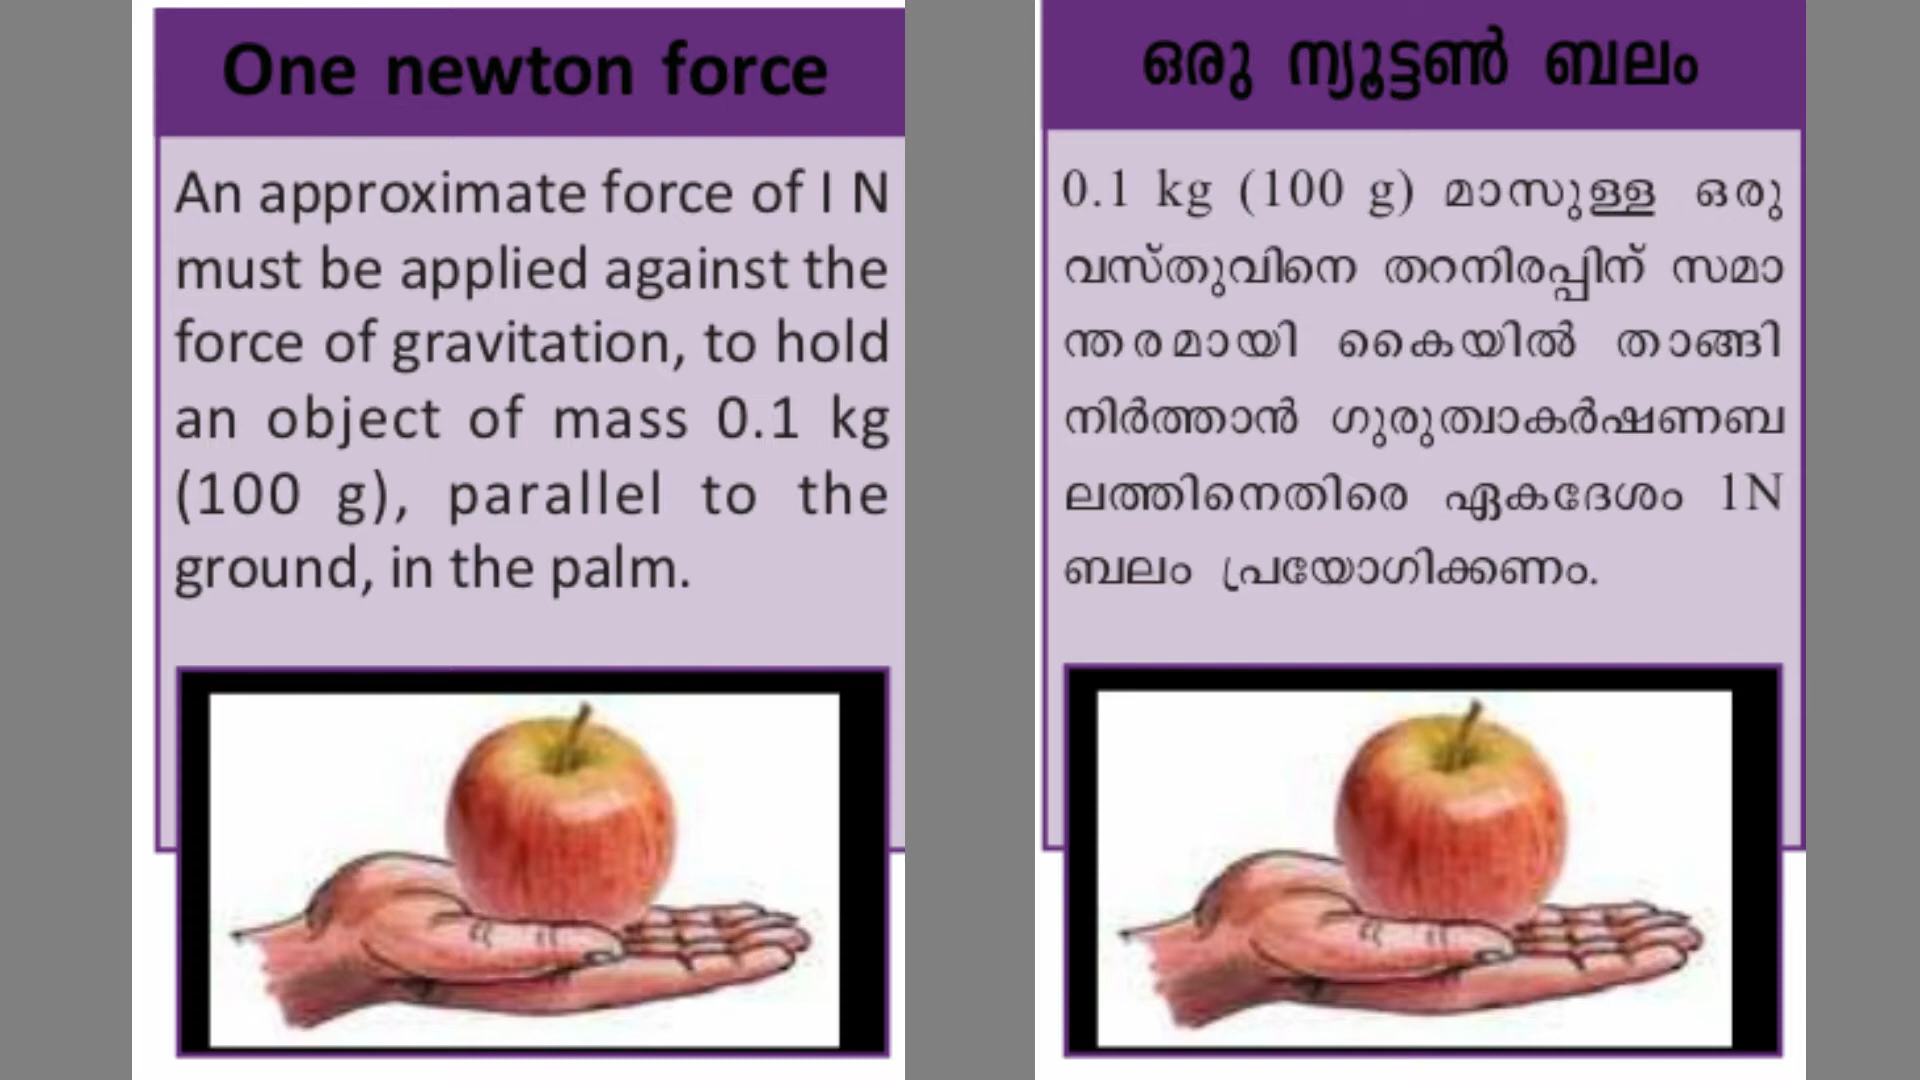 One newton force
An approximate force of I N
must be applied against the
force of gravitation, to hold
an object of mass 0.1 kg
(100 g), parallel to the
ground, in the palm.
ഒരു ന്യൂട്ടൺ ബലം
0.1 kg (100 g) മാസുള്ള ഒരു
വസ്തുവിനെ തറനിരപ്പിന് സമാ
ന്തരമായി കൈയിൽ താങ്ങി
നിർത്താൻ ഗുരുത്വാകർഷണബ
ലത്തിനെതിരെ ഏകദേശം 1N
ബലം പ്രയോഗിക്കണം.